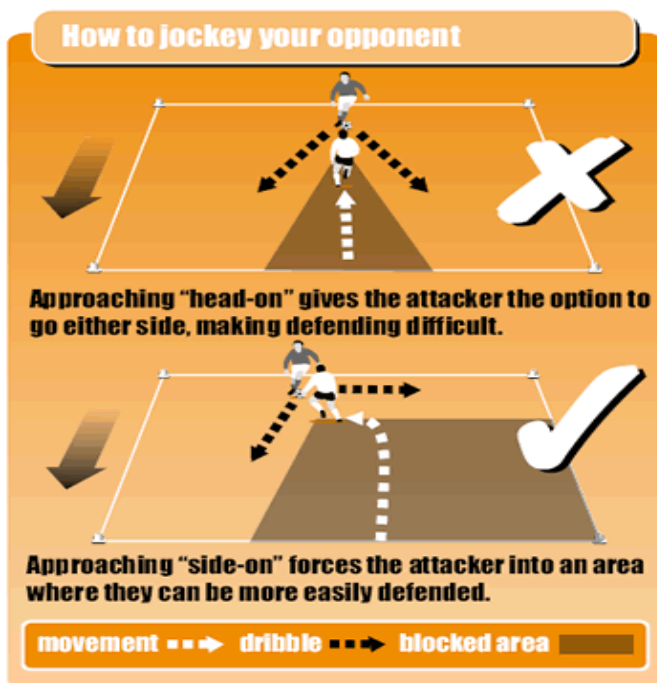 How to jockey your opponent
Approaching “head-on” gives the attacker the option to
go either side, making defending difficult.
Approaching “side-on” forces the attacker into an area
where they can be more easily defended.
movement dribble blocked area